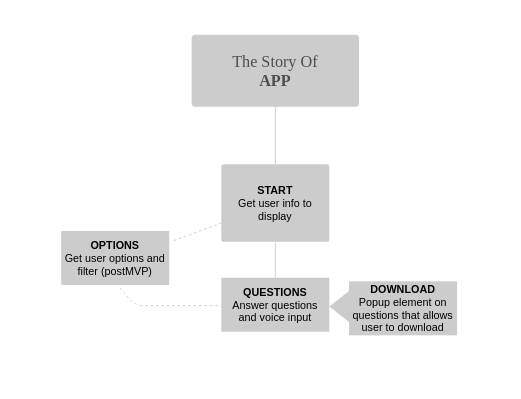 The Story Of
APP
START
Get user info to
display
OPTIONS
Get user options and
filter (postMVP)
QUESTIONS
Answer questions
and voice input
DOWNLOAD
Popup element on
questions that allows
user to download